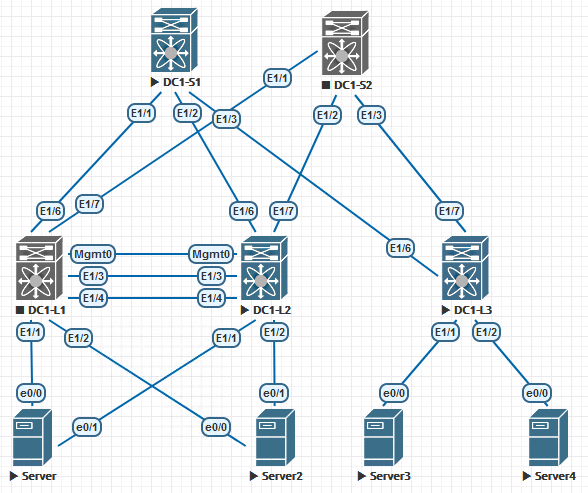 ▶ DC1-S1
■ DC1-S2
E1/1
E1/1
E1/2
E1/3
E1/2
E1/3
E1/6
E1/7
E1/6
E1/7
E1/7
E1/6
Mgmt0
Mgmt0
E1/3
E1/3
E1/4
E1/4
■ DC1-L1
▶ DC1-L2
▶ DC1-L3
E1/1
E1/2
E1/1
E1/2
E1/1
E1/2
e0/0
e0/1
e0/0
e0/1
e0/0
e0/0
▶ Server
▶ Server2
▶ Server3
▶ Server4